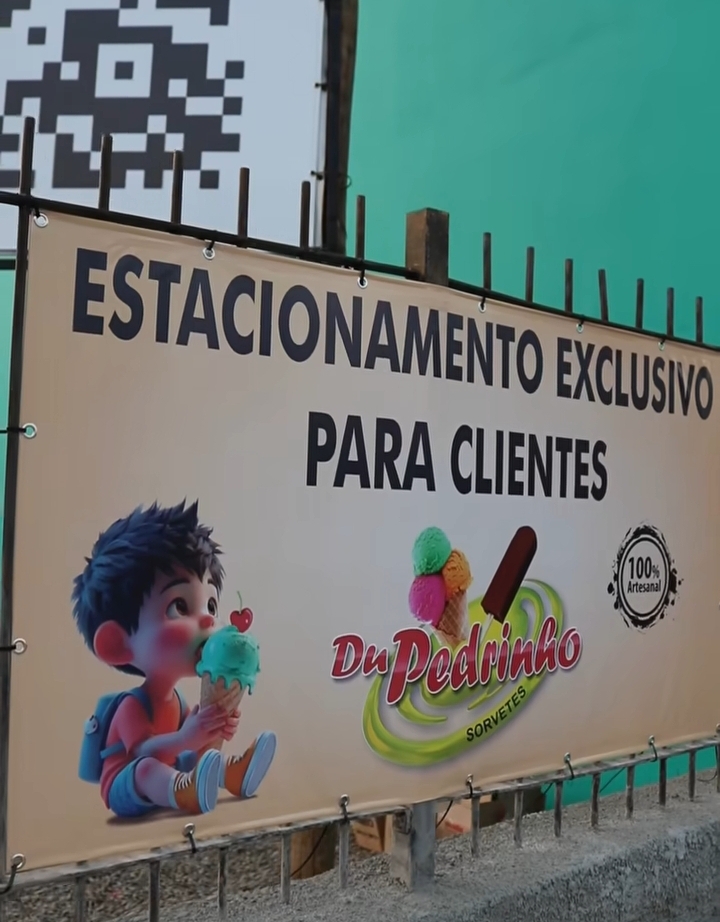 ESTACIONAMENTO EXCLUSIVO
PARA CLIENTES
100%
Artesanal
Du Pedrinho
SORVETES